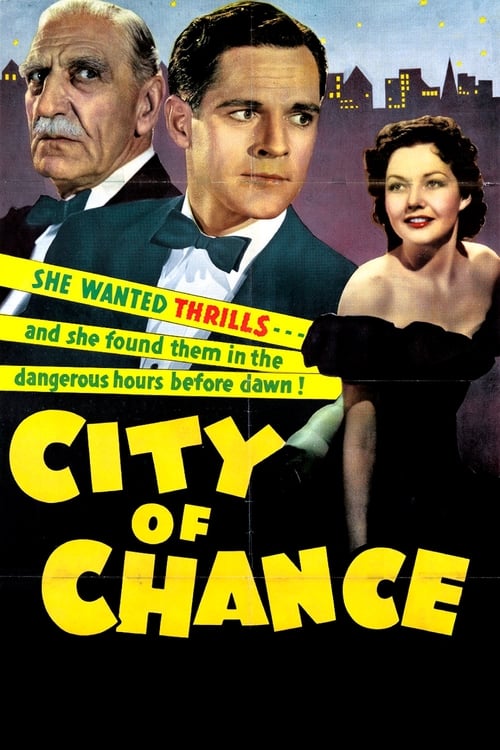 SHE WANTED THRILLS---
and she found them in the
dangerous hours before dawn!
CITY
OF
CHANCE